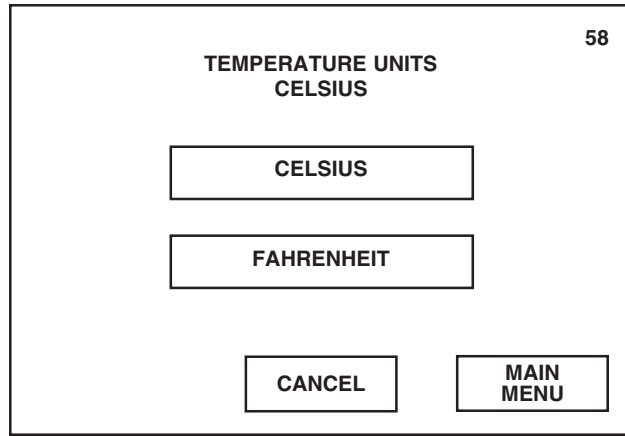 58
TEMPERATURE UNITS
CELSIUS
CELSIUS
FAHRENHEIT
CANCEL
MAIN
MENU